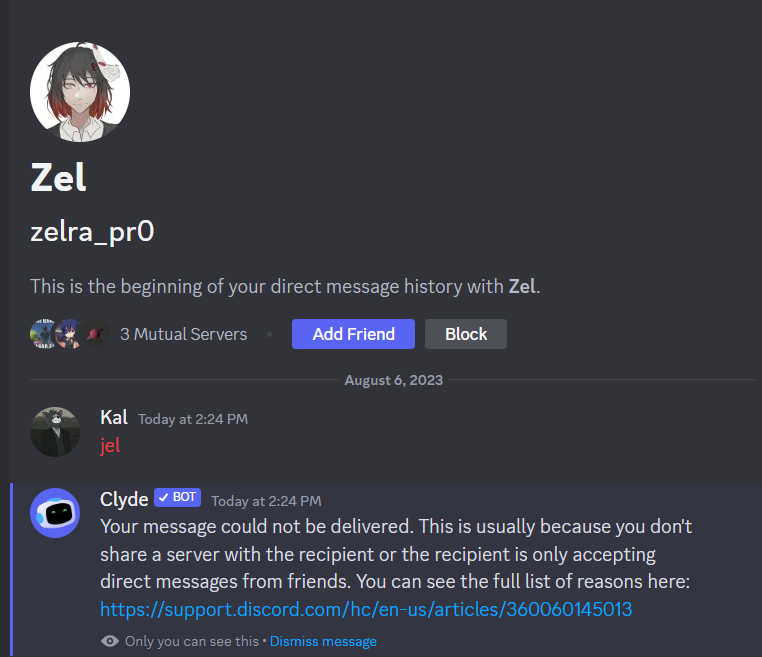 Zel
zelra_pr0
This is the beginning of your direct message history with Zel.
3 Mutual Servers • Add Friend Block
August 6, 2023
Kal Today at 2:24 PM
jel
Clyde ✓ BOT Today at 2:24 PM
Your message could not be delivered. This is usually because you don't
share a server with the recipient or the recipient is only accepting
direct messages from friends. You can see the full list of reasons here:
https://support.discord.com/hc/en-us/articles/360060145013
Only you can see this • Dismiss message